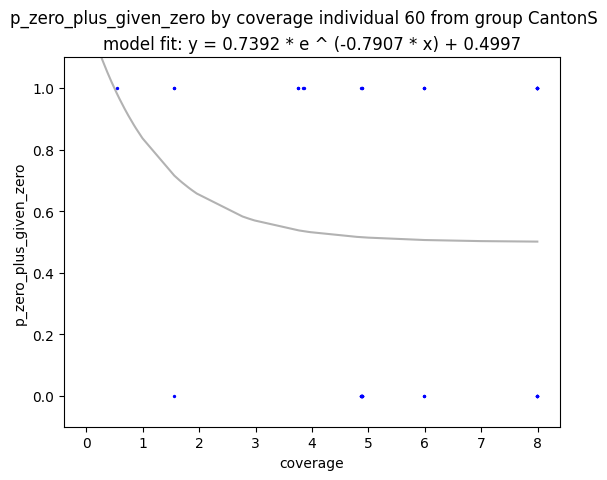 p_zero_plus_given_zero by coverage individual 60 from group CantonS
model fit: y = 0.7392 * e ^ (-0.7907 * x) + 0.4997
1.0
0.8
0.6
0.4
0.2
0.0
p_zero_plus_given_zero
0 1 2 3 4 5 6 7 8
coverage